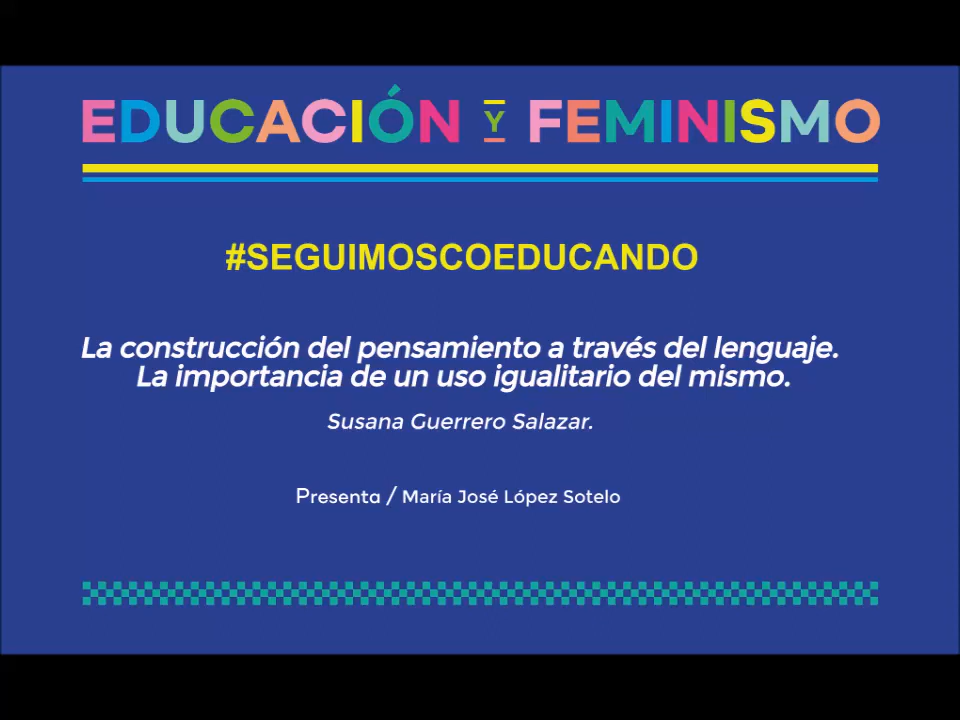 EDUCACIÓN Y FEMINISMO
#SEGUIMOSCOEDUCANDO
La construcción del pensamiento a través del lenguaje.
La importancia de un uso igualitario del mismo.
Susana Guerrero Salazar.
Presenta / María José López Sotelo